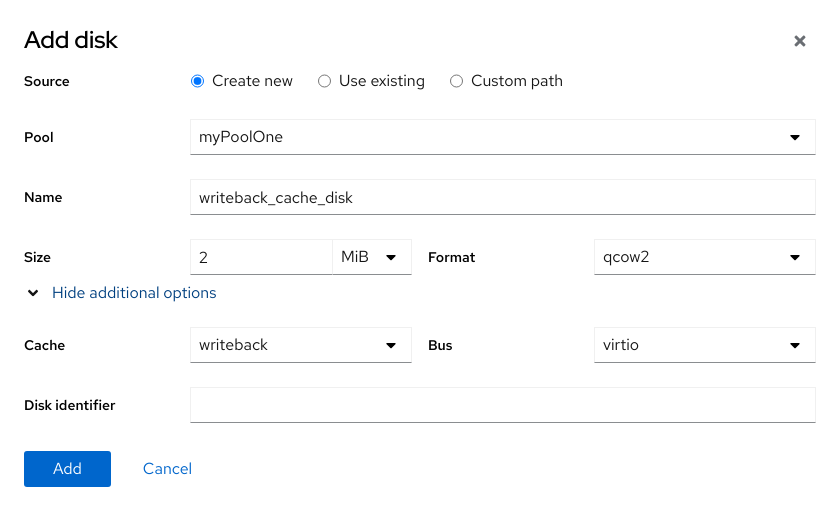 Add disk
Source Create new Use existing Custom path
Pool myPoolOne
Name writeback_cache_disk
Size 2 MiB Format qcow2
Hide additional options
Cache writeback Bus virtio
Disk identifier
Add Cancel